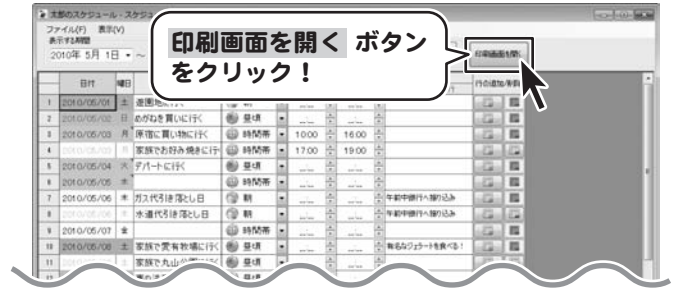 太郎のスケジュール - スケジュ
ファイル(F) 表示(V)
表示する期間
2010年 5月 1日 ～
印刷画面を開く ボタン
をクリック！
印刷画面を開く
日付 曜日 行の追加/削除
1 2010/05/01 土 遊園地に行く 朝
2 2010/05/02 日 めがねを買いに行く 昼頃
3 2010/05/03 月 原宿に買い物に行く 時間帯 10:00 16:00
4 2010/05/03 月 家族でお好み焼きに行 時間帯 17:00 19:00
5 2010/05/04 火 デパートに行く 昼頃
6 2010/05/05 水 時間帯
7 2010/05/06 木 ガス代引き落とし日 朝 午前中銀行へ振り込み
8 2010/05/06 木 水道代引き落とし日 朝 午前中銀行へ振り込み
9 2010/05/07 金 時間帯
10 2010/05/08 土 家族で愛有牧場に行く 昼頃 有名なジェラートを食べる！
11 家族で丸山公園に行く 昼頃
12